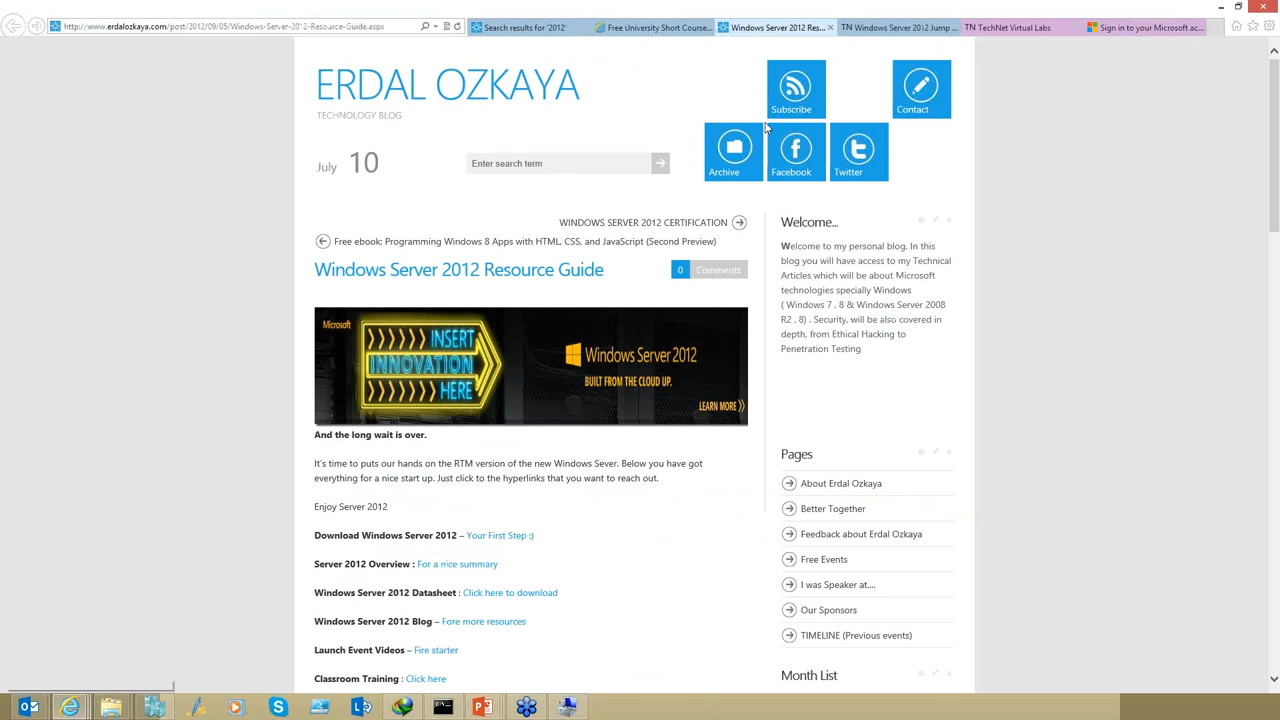 http://www.erdalozkaya.com/post/2012/09/05/Windows-Server-2012-Resource-Guide.aspx
Search results for '2012'
Free University Short Course...
Windows Server 2012 Res...
TN Windows Server 2012 Jump ...
TN TechNet Virtual Labs
Sign in to your Microsoft ac...
ERDAL OZKAYA
TECHNOLOGY BLOG
Subscribe
Contact
July 10
Enter search term
Archive
Facebook
Twitter
WINDOWS SERVER 2012 CERTIFICATION
Free ebook: Programming Windows 8 Apps with HTML, CSS, and JavaScript (Second Preview)
Windows Server 2012 Resource Guide
0 Comments
Microsoft
INSERT
INNOVATION
HERE
Windows Server 2012
BUILT FROM THE CLOUD UP.
LEARN MORE
And the long wait is over.
It's time to puts our hands on the RTM version of the new Windows Sever. Below you have got
everything for a nice start up. Just click to the hyperlinks that you want to reach out.
Enjoy Server 2012
Download Windows Server 2012 – Your First Step :)
Server 2012 Overview : For a nice summary
Windows Server 2012 Datasheet : Click here to download
Windows Server 2012 Blog – Fore more resources
Launch Event Videos – Fire starter
Classroom Training : Click here
Welcome...
Welcome to my personal blog. In this
blog you will have access to my Technical
Articles which will be about Microsoft
technologies specially Windows
( Windows 7 , 8 & Windows Server 2008
R2 , 8) . Security, will be also covered in
depth, from Ethical Hacking to
Penetration Testing
Pages
About Erdal Ozkaya
Better Together
Feedback about Erdal Ozkaya
Free Events
I was Speaker at....
Our Sponsors
TIMELINE (Previous events)
Month List